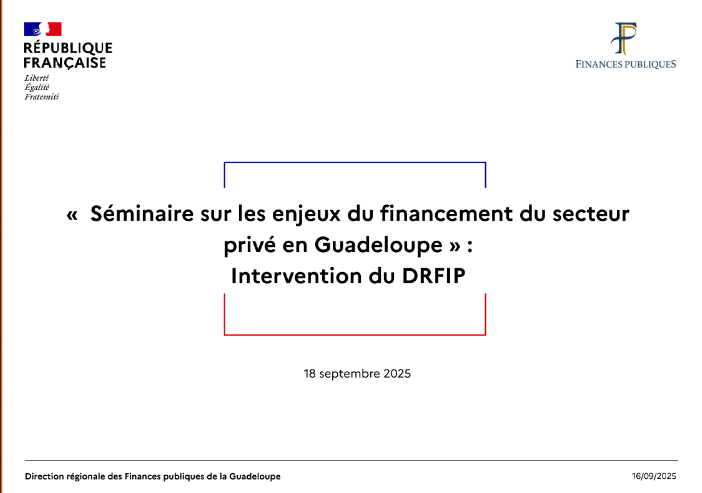 RÉPUBLIQUE
FRANÇAISE
Liberté
Égalité
Fraternité
FINANCES PUBLIQUES
« Séminaire sur les enjeux du financement du secteur
privé en Guadeloupe » :
Intervention du DRFIP
18 septembre 2025
Direction régionale des Finances publiques de la Guadeloupe
16/09/2025